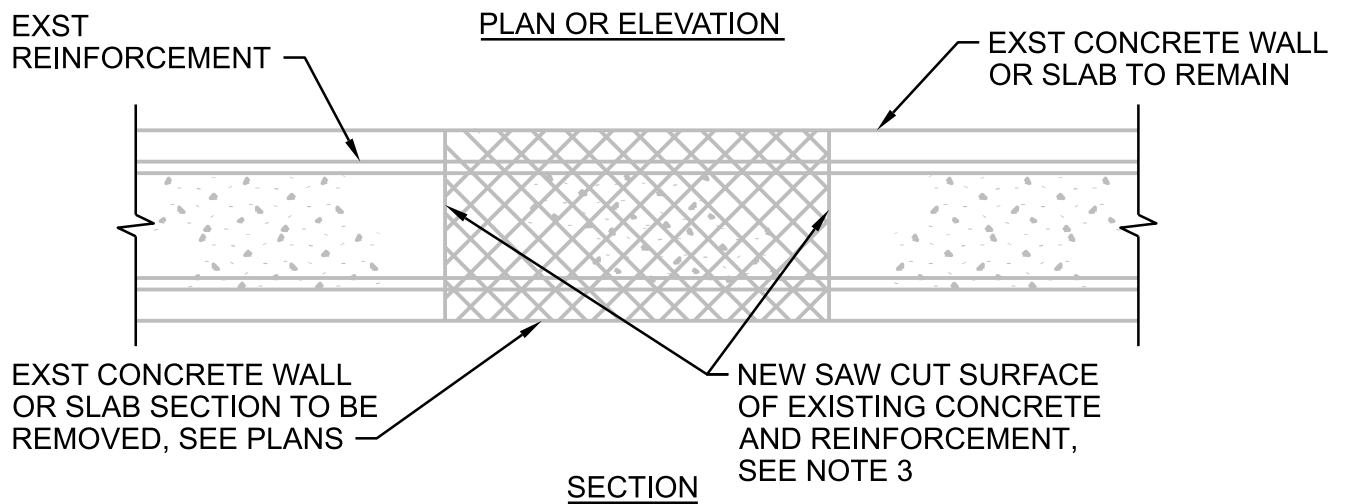 PLAN OR ELEVATION
EXST
REINFORCEMENT
EXST CONCRETE WALL
OR SLAB TO REMAIN
EXST CONCRETE WALL
OR SLAB SECTION TO BE
REMOVED, SEE PLANS
NEW SAW CUT SURFACE
OF EXISTING CONCRETE
AND REINFORCEMENT,
SEE NOTE 3
SECTION